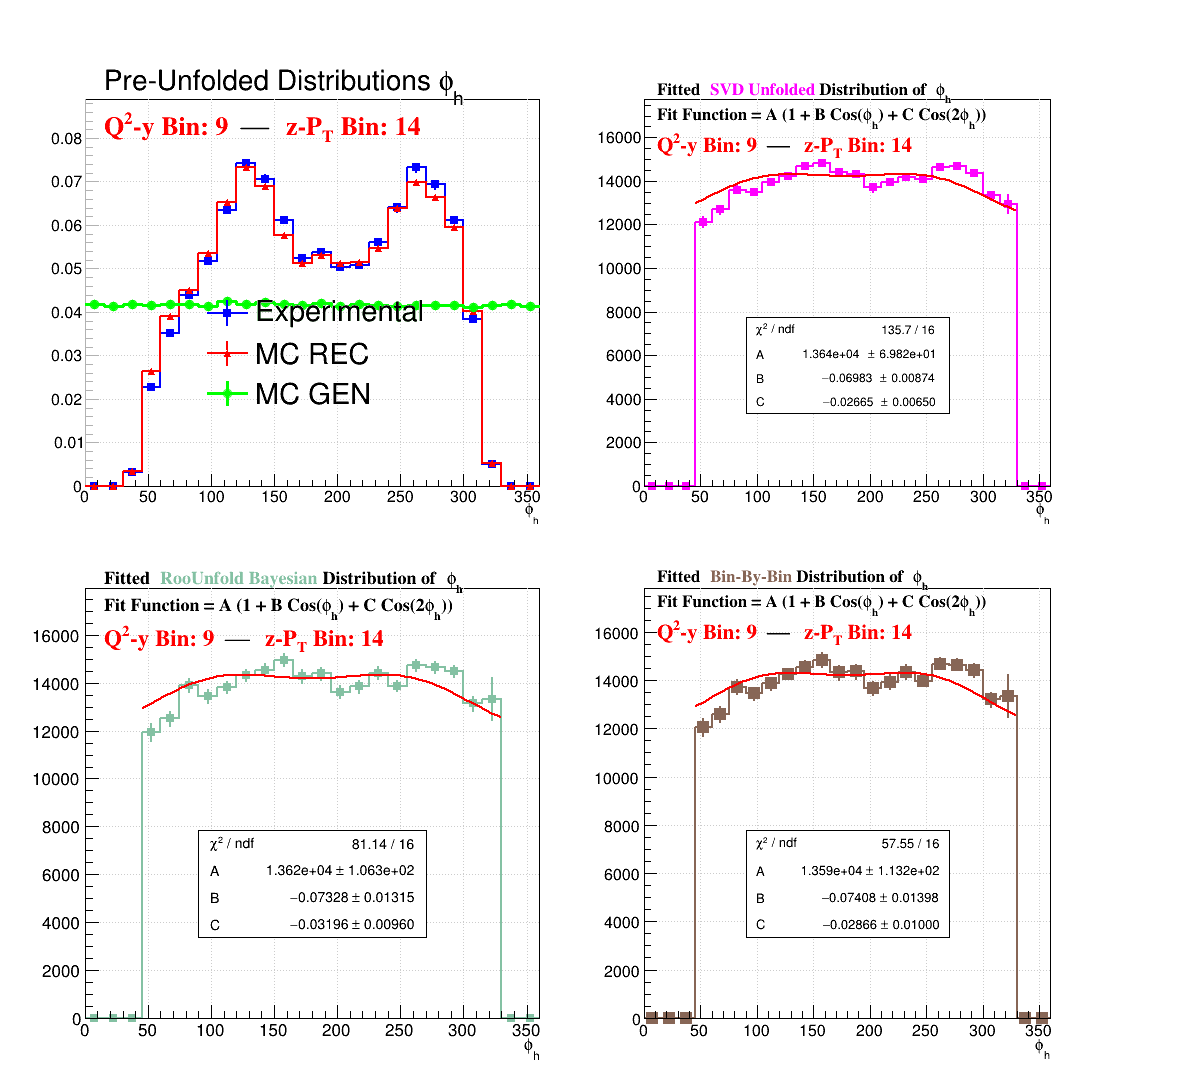 Pre-Unfolded Distributions ϕh
Q2-y Bin: 9 — z-PT Bin: 14
0.08
0.07
0.06
0.05
0.04
0.03
0.02
0.01
0
Experimental
MC REC
MC GEN
0 50 100 150 200 250 300 350
ϕh
Fitted SVD Unfolded Distribution of ϕh
Fit Function = A (1 + B Cos(ϕh) + C Cos(2ϕh))
Q2-y Bin: 9 — z-PT Bin: 14
16000
14000
12000
10000
8000
6000
4000
2000
0
χ2 / ndf 135.7 / 16
A 1.364e+04 ± 6.982e+01
B −0.06983 ± 0.00874
C −0.02665 ± 0.00650
0 50 100 150 200 250 300 350
ϕh
Fitted RooUnfold Bayesian Distribution of ϕh
Fit Function = A (1 + B Cos(ϕh) + C Cos(2ϕh))
Q2-y Bin: 9 — z-PT Bin: 14
16000
14000
12000
10000
8000
6000
4000
2000
0
χ2 / ndf 81.14 / 16
A 1.362e+04 ± 1.063e+02
B −0.07328 ± 0.01315
C −0.03196 ± 0.00960
0 50 100 150 200 250 300 350
ϕh
Fitted Bin-By-Bin Distribution of ϕh
Fit Function = A (1 + B Cos(ϕh) + C Cos(2ϕh))
Q2-y Bin: 9 — z-PT Bin: 14
16000
14000
12000
10000
8000
6000
4000
2000
0
χ2 / ndf 57.55 / 16
A 1.359e+04 ± 1.132e+02
B −0.07408 ± 0.01398
C −0.02866 ± 0.01000
0 50 100 150 200 250 300 350
ϕh